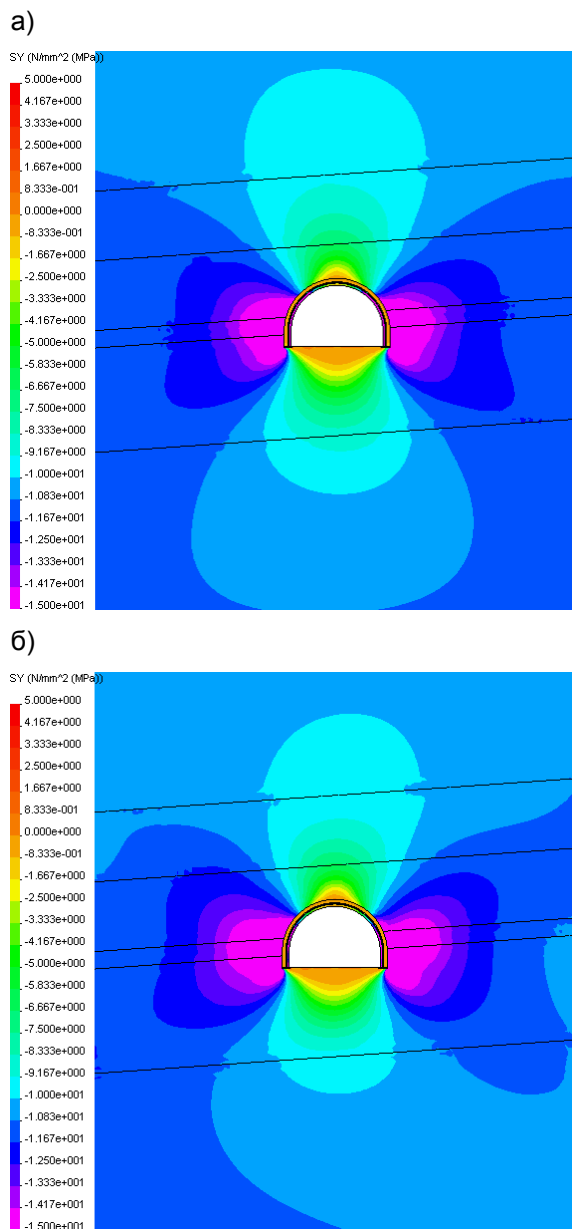 а)
SY (N/mm^2 (MPa))
5.000e+000
4.167e+000
3.333e+000
2.500e+000
1.667e+000
8.333e-001
0.000e+000
-8.333e-001
-1.667e+000
-2.500e+000
-3.333e+000
-4.167e+000
-5.000e+000
-5.833e+000
-6.667e+000
-7.500e+000
-8.333e+000
-9.167e+000
-1.000e+001
-1.083e+001
-1.167e+001
-1.250e+001
-1.333e+001
-1.417e+001
-1.500e+001
б)
SY (N/mm^2 (MPa))
5.000e+000
4.167e+000
3.333e+000
2.500e+000
1.667e+000
8.333e-001
0.000e+000
-8.333e-001
-1.667e+000
-2.500e+000
-3.333e+000
-4.167e+000
-5.000e+000
-5.833e+000
-6.667e+000
-7.500e+000
-8.333e+000
-9.167e+000
-1.000e+001
-1.083e+001
-1.167e+001
-1.250e+001
-1.333e+001
-1.417e+001
-1.500e+001